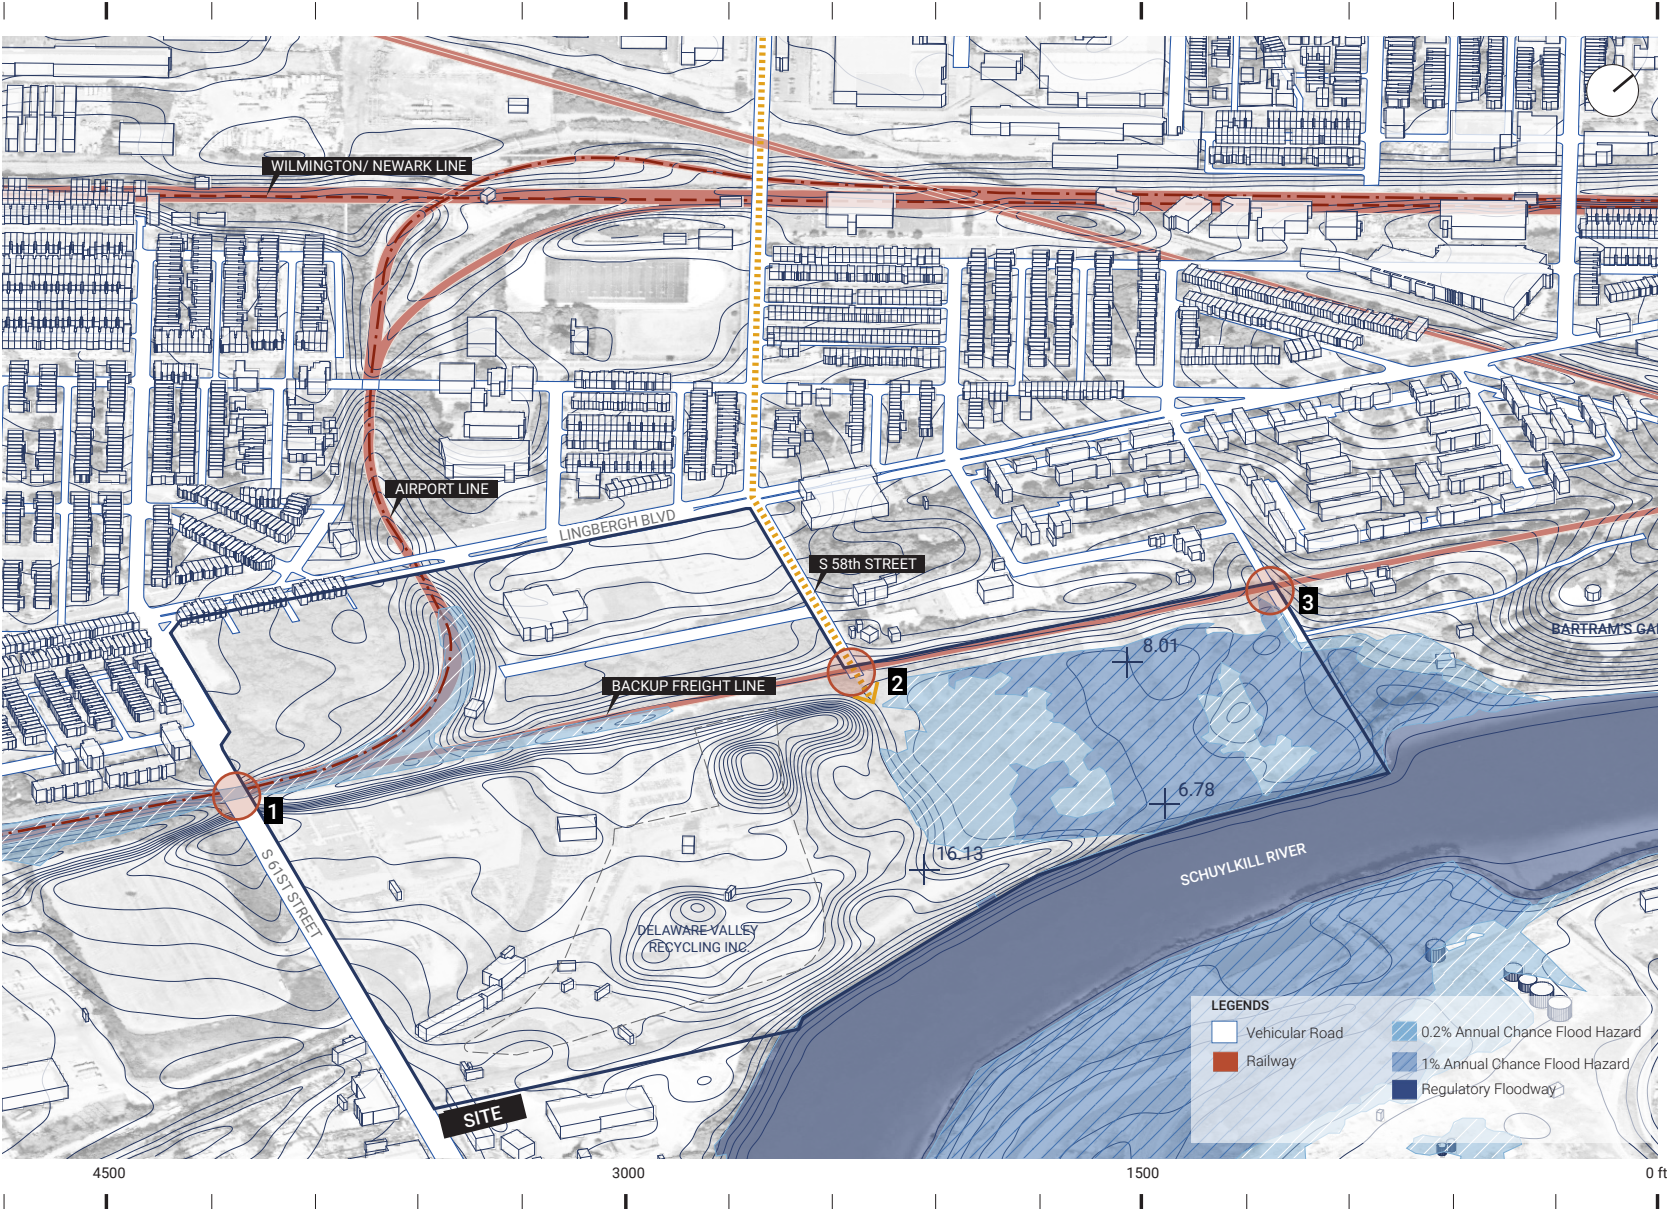 WILMINGTON/ NEWARK LINE
AIRPORT LINE
LINGBERGH BLVD
S 58th STREET
3
BARTRAM'S GA
8.01
2
BACKUP FREIGHT LINE
6.78
1
16.13
S 61ST STREET
SCHUYLKILL RIVER
DELAWARE VALLEY
RECYCLING INC.
LEGENDS
Vehicular Road
Railway
0.2% Annual Chance Flood Hazard
1% Annual Chance Flood Hazard
Regulatory Floodway
SITE
4500
3000
1500
0 ft